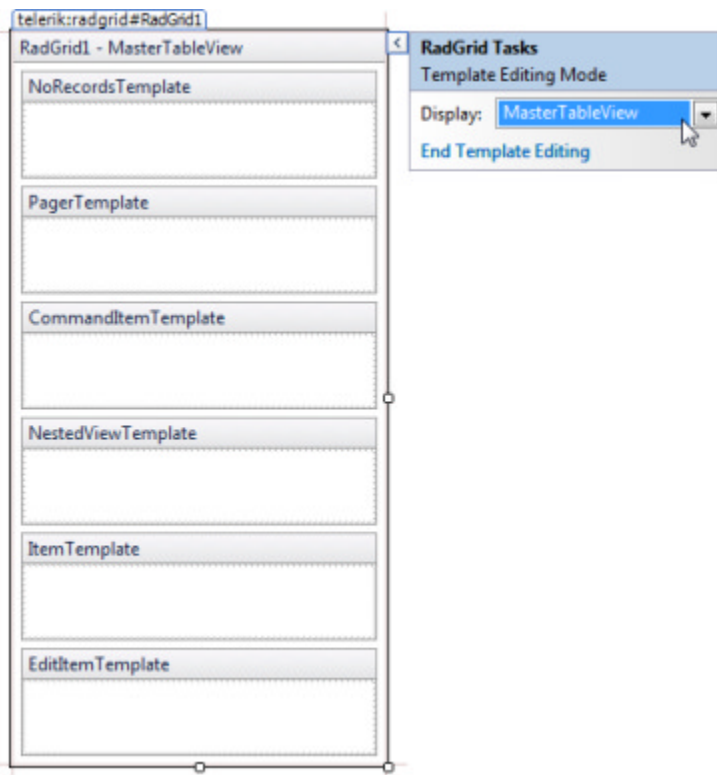 telerik:radgrid#RadGrid1
RadGrid1 - MasterTableView
NoRecordsTemplate
PagerTemplate
CommandItemTemplate
NestedViewTemplate
ItemTemplate
EditItemTemplate
RadGrid Tasks
Template Editing Mode
Display: MasterTableView
End Template Editing